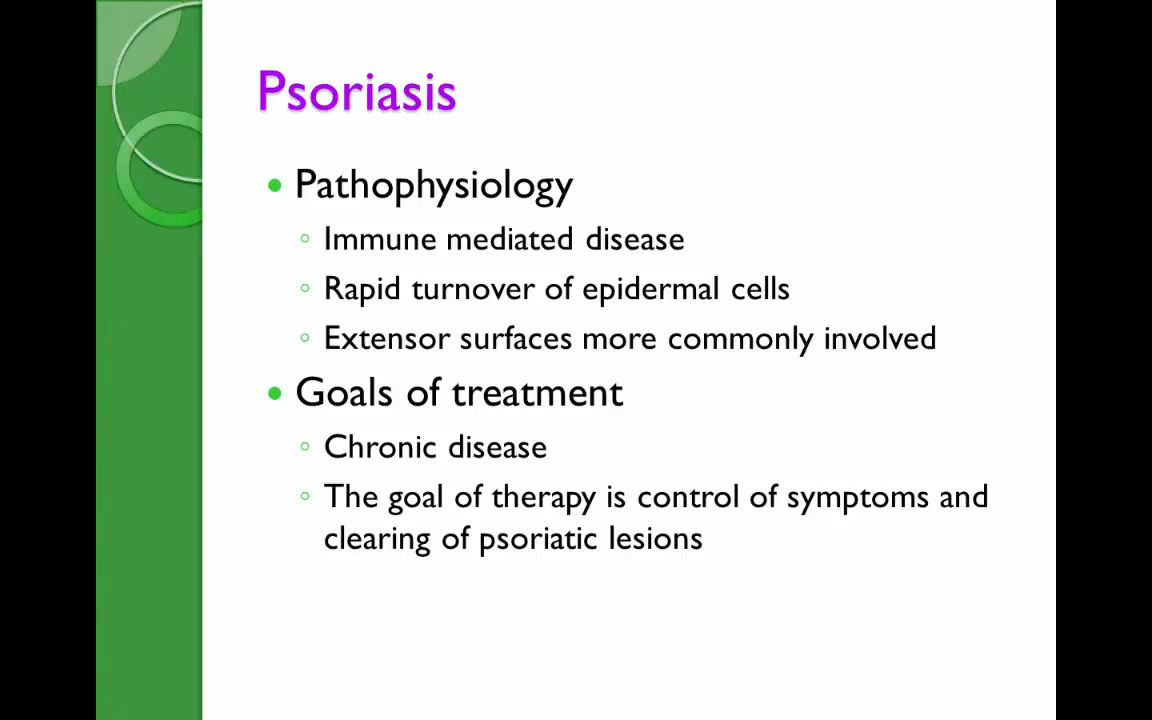 Psoriasis
• Pathophysiology
◦ Immune mediated disease
◦ Rapid turnover of epidermal cells
◦ Extensor surfaces more commonly involved
• Goals of treatment
◦ Chronic disease
◦ The goal of therapy is control of symptoms and
clearing of psoriatic lesions